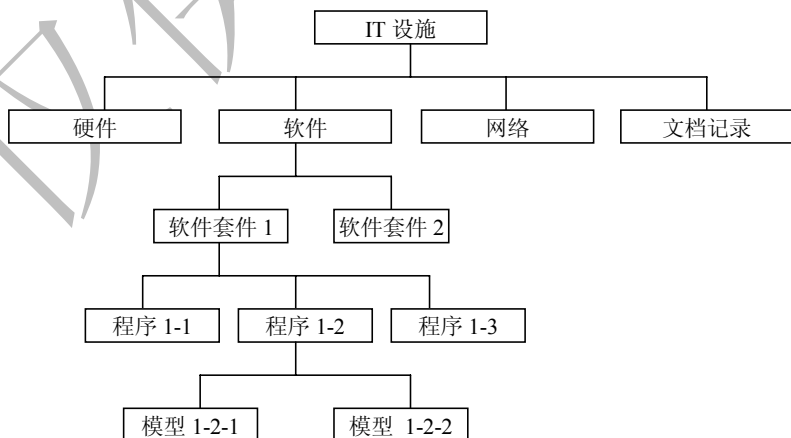 IT 设施
硬件 软件 网络 文档记录
软件套件 1 软件套件 2
程序 1-1 程序 1-2 程序 1-3
模型 1-2-1 模型 1-2-2